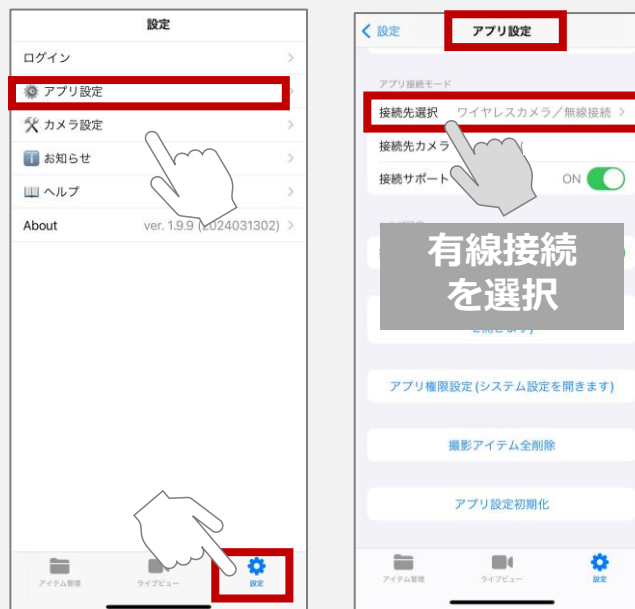 設定
ログイン
アプリ設定
カメラ設定
お知らせ
ヘルプ
About ver. 1.9.9 (2024031302)
アイテム管理 ライブビュー 設定
設定 アプリ設定
アプリ接続モード
接続先選択 ワイヤレスカメラ／無線接続
接続先カメラ
接続サポート ON
有線接続
を選択
アプリ権限設定(システム設定を開きます)
撮影アイテム全削除
アプリ設定初期化
アイテム管理 ライブビュー 設定